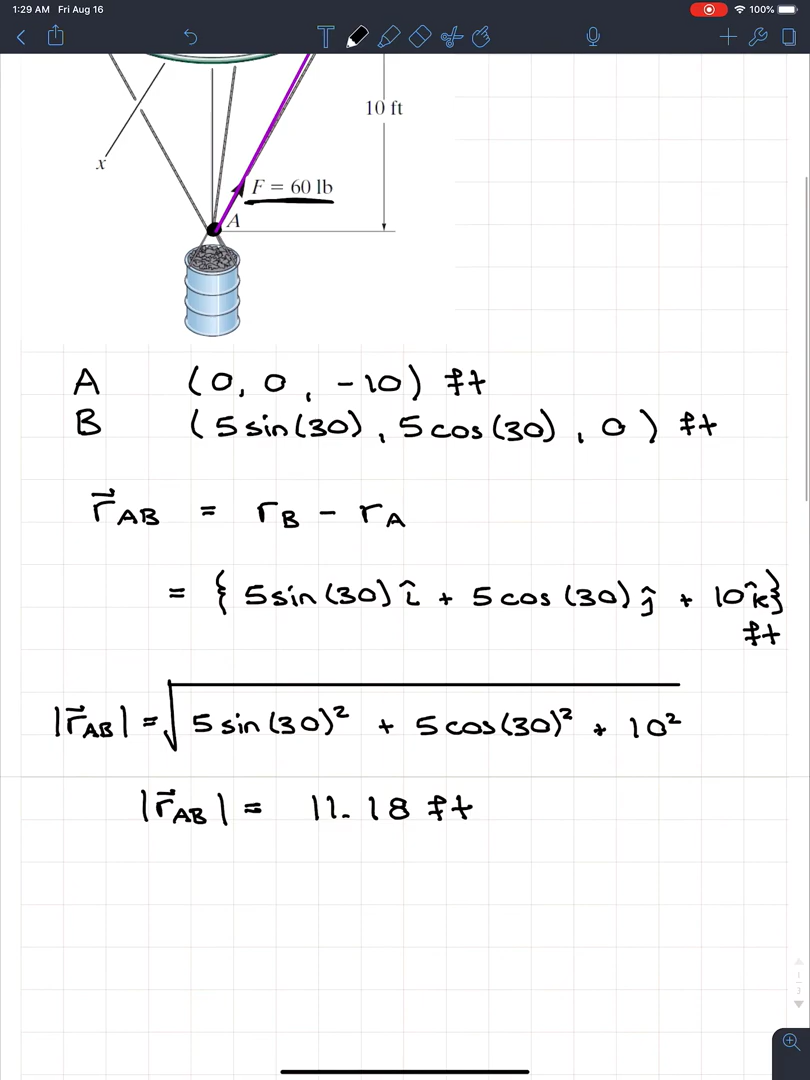 1:29 AM Fri Aug 16
100%
10 ft
x
F = 60 lb
A
A (0, 0, -10) ft
B (5 sin(30), 5 cos(30), 0) ft
r⃗AB = rB - rA
= { 5 sin(30) î + 5 cos(30) ĵ + 10 k̂ }
ft
|r⃗AB| = √ 5 sin(30)² + 5 cos(30)² + 10²
|r⃗AB| = 11.18 ft